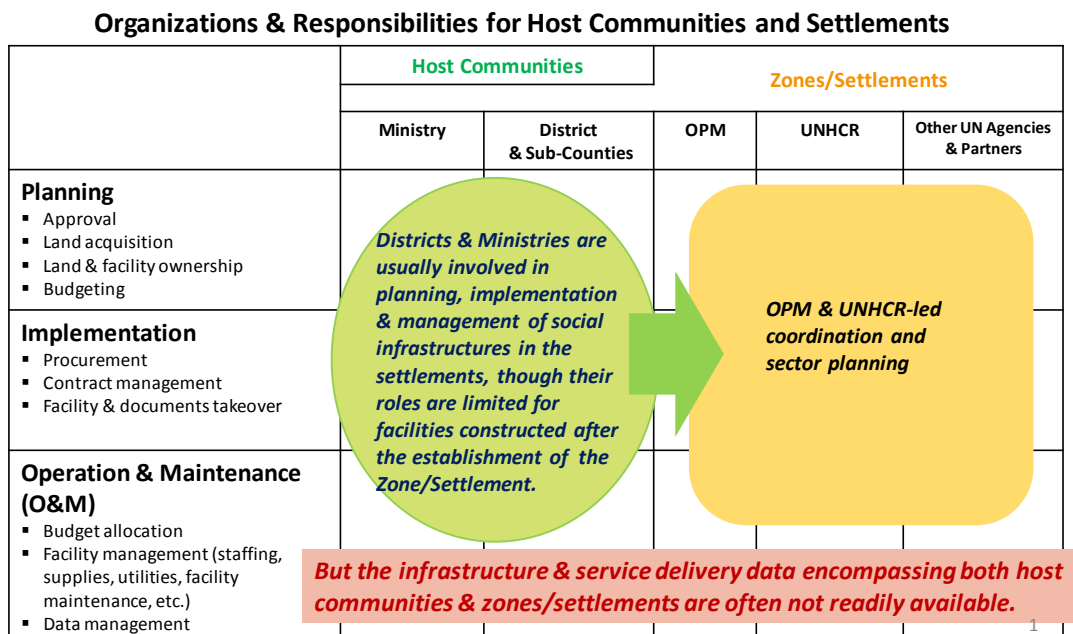 Organizations & Responsibilities for Host Communities and Settlements
Host Communities
Zones/Settlements
Ministry
District
& Sub-Counties
OPM
UNHCR
Other UN Agencies
& Partners
Planning
▪ Approval
▪ Land acquisition
▪ Land & facility ownership
▪ Budgeting
Implementation
▪ Procurement
▪ Contract management
▪ Facility & documents takeover
Operation & Maintenance
(O&M)
▪ Budget allocation
▪ Facility management (staffing,
supplies, utilities, facility
maintenance, etc.)
▪ Data management
Districts & Ministries are
usually involved in
planning, implementation
& management of social
infrastructures in the
settlements, though their
roles are limited for
facilities constructed after
the establishment of the
Zone/Settlement.
OPM & UNHCR-led
coordination and
sector planning
But the infrastructure & service delivery data encompassing both host
communities & zones/settlements are often not readily available.
1